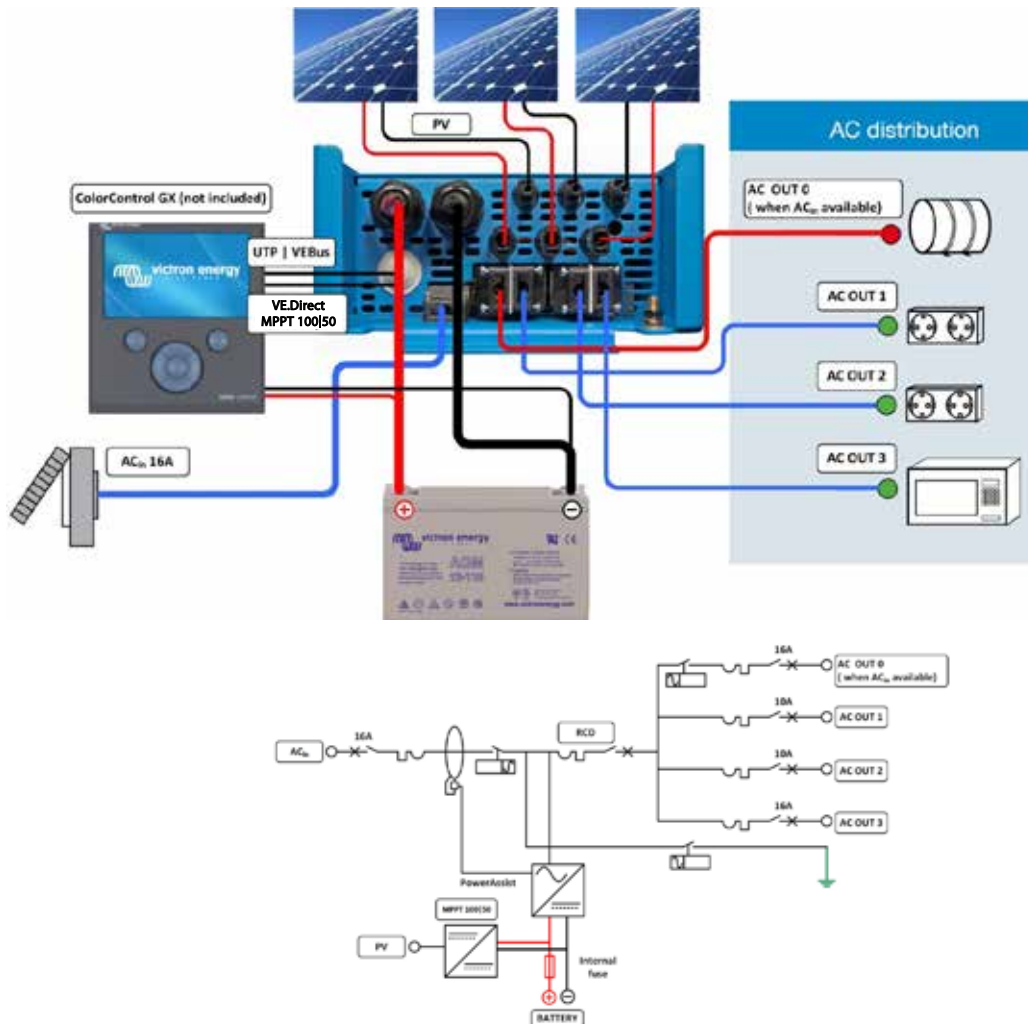 PV
AC distribution
ColorControl GX (not included)
AC OUT 0
( when ACin available)
UTP | VEBus
victron energy
VE.Direct
MPPT 100|50
AC OUT 1
AC OUT 2
ACin 16A
AC OUT 3
+
−
victron energy
www.victronenergy.com
16A
AC OUT 0
( when ACin available)
10A
AC OUT 1
16A
RCD
ACin
10A
AC OUT 2
16A
AC OUT 3
PowerAssist
MPPT 100|50
PV
Internal
fuse
+
−
BATTERY